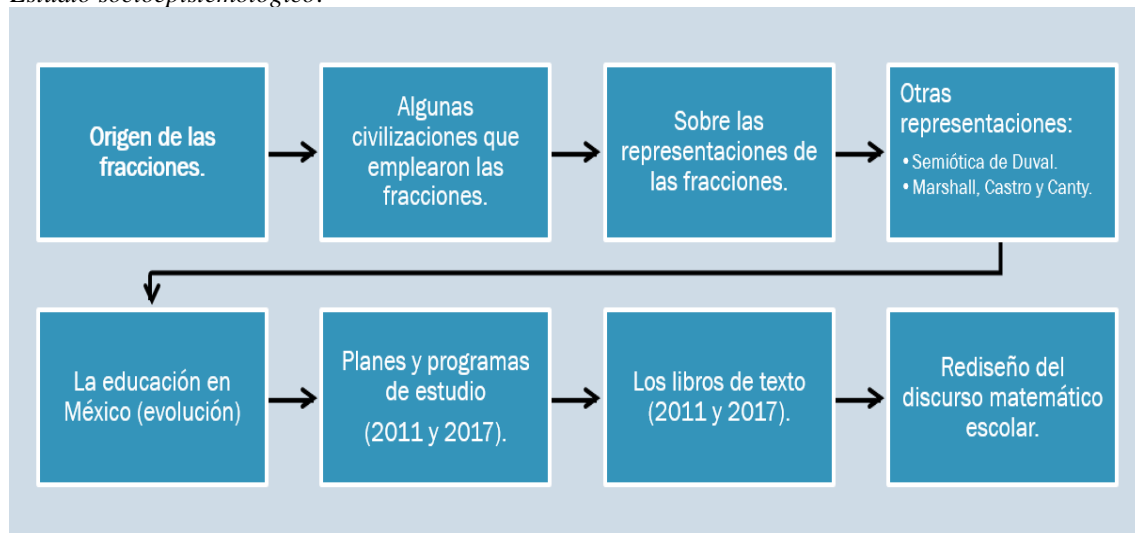 Estudio socioepistemológico.
Origen de las
fracciones.
Algunas
civilizaciones que
emplearon las
fracciones.
Sobre las
representaciones de
las fracciones.
Otras
representaciones:
• Semiótica de Duval.
• Marshall, Castro y Canty.
La educación en
México (evolución)
Planes y programas
de estudio
(2011 y 2017).
Los libros de texto
(2011 y 2017).
Rediseño del
discurso matemático
escolar.